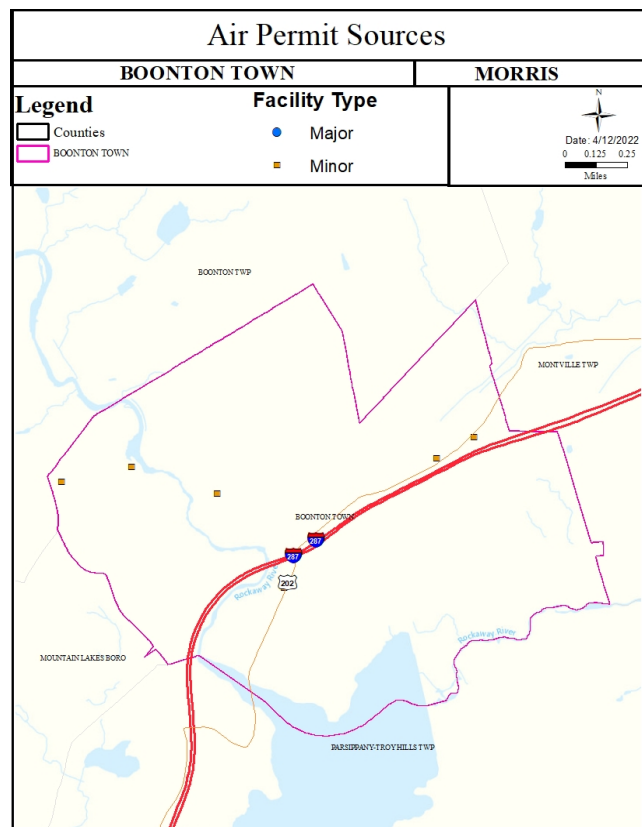 Air Permit Sources
BOONTON TOWN
MORRIS
Legend
Counties
BOONTON TOWN
Facility Type
Major
Minor
N
Date: 4/12/2022
0 0.125 0.25
Miles
BOONTON TWP
MONTVILLE TWP
BOONTON TOWN
287
287
202
Rockaway River
Rockaway River
MOUNTAIN LAKES BORO
PARSIPPANY-TROY HILLS TWP